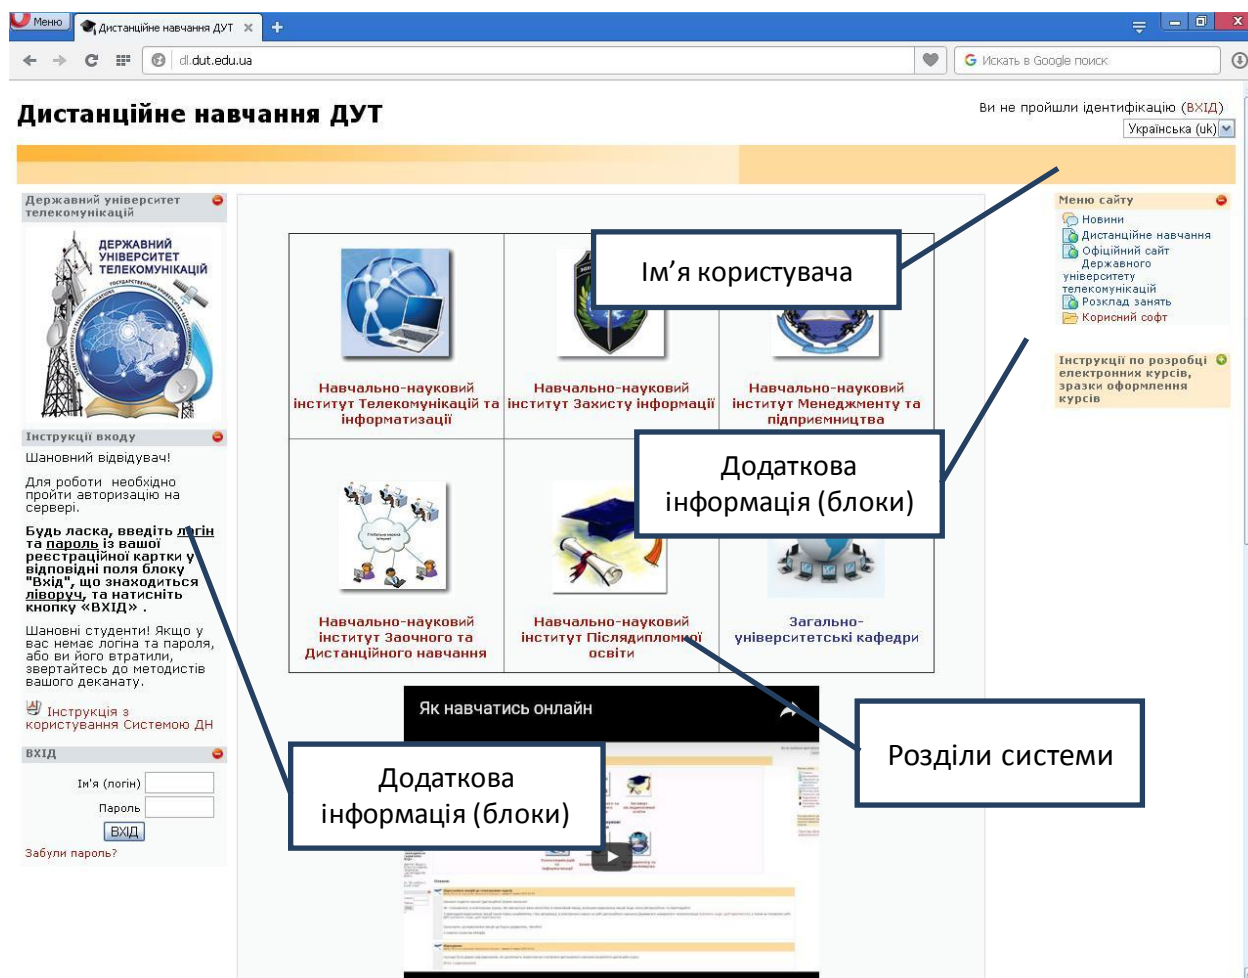 Меню
Дистанційне навчання ДУТ
dl.dut.edu.ua
Искать в Google поиск
Дистанційне навчання ДУТ
Ви не пройшли ідентифікацію (ВХІД)
Українська (uk)
Державний університет
телекомунікацій
ДЕРЖАВНИЙ
УНІВЕРСИТЕТ
ТЕЛЕКОМУНІКАЦІЙ
Інструкції входу
Шановний відвідувач!
Для роботи необхідно
пройти авторизацію на
сервері.
Будь ласка, введіть логін
та пароль із вашої
реєстраційної картки у
відповідні поля блоку
"Вхід", що знаходиться
ліворуч, та натисніть
кнопку «ВХІД» .
Шановні студенти! Якщо у
вас немає логіна та пароля,
або ви його втратили,
звертайтесь до методистів
вашого деканату.
Інструкція з
користування Системою ДН
ВХІД
Ім'я (логін)
Пароль
ВХІД
Забули пароль?
Навчально-науковий
інститут Телекомунікацій та
інформатизації
Навчально-науковий
інститут Захисту інформації
Навчально-науковий
інститут Менеджменту та
підприємництва
Навчально-науковий
інститут Заочного та
Дистанційного навчання
Навчально-науковий
інститут Післядипломної
освіти
Загально-
університетські кафедри
Як навчатись онлайн
Меню сайту
Новини
Дистанційне навчання
Офіційний сайт
Державного
університету
телекомунікацій
Розклад занять
Корисний софт
Інструкції по розробці
електронних курсів,
зразки оформлення
курсів
Ім’я користувача
Додаткова
інформація (блоки)
Розділи системи
Додаткова
інформація (блоки)